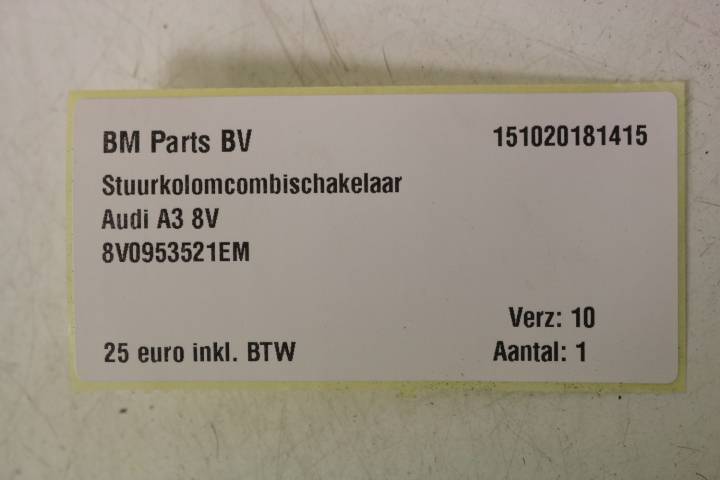 BM Parts BV 151020181415
Stuurkolomcombischakelaar
Audi A3 8V
8V0953521EM
Verz: 10
25 euro inkl. BTW Aantal: 1